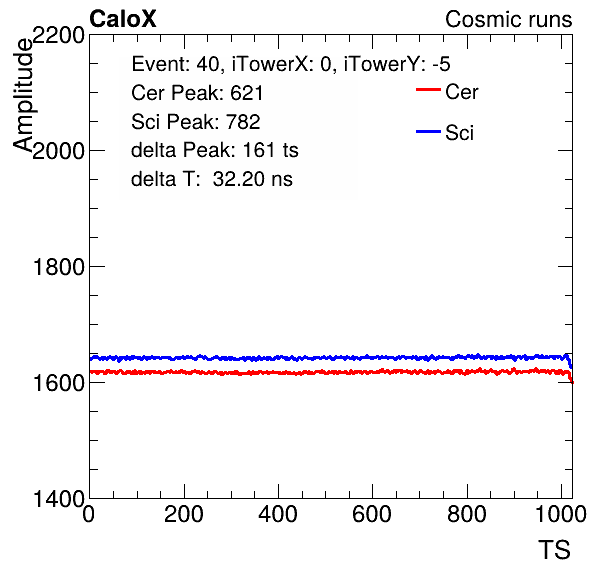 CaloX Cosmic runs
Amplitude
2200
2000
1800
1600
1400
Event: 40, iTowerX: 0, iTowerY: -5
Cer Peak: 621
Sci Peak: 782
delta Peak: 161 ts
delta T: 32.20 ns
Cer
Sci
0 200 400 600 800 1000
TS